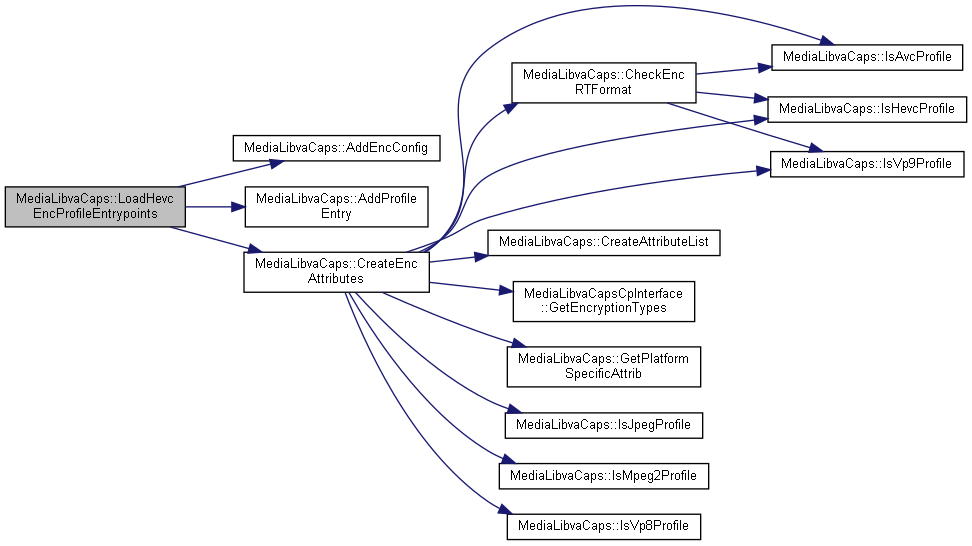 MediaLibvaCaps::LoadHevc
EncProfileEntrypoints
MediaLibvaCaps::AddEncConfig
MediaLibvaCaps::AddProfile
Entry
MediaLibvaCaps::CreateEnc
Attributes
MediaLibvaCaps::CheckEnc
RTFormat
MediaLibvaCaps::IsAvcProfile
MediaLibvaCaps::IsHevcProfile
MediaLibvaCaps::IsVp9Profile
MediaLibvaCaps::CreateAttributeList
MediaLibvaCapsCpInterface
::GetEncryptionTypes
MediaLibvaCaps::GetPlatform
SpecificAttrib
MediaLibvaCaps::IsJpegProfile
MediaLibvaCaps::IsMpeg2Profile
MediaLibvaCaps::IsVp8Profile